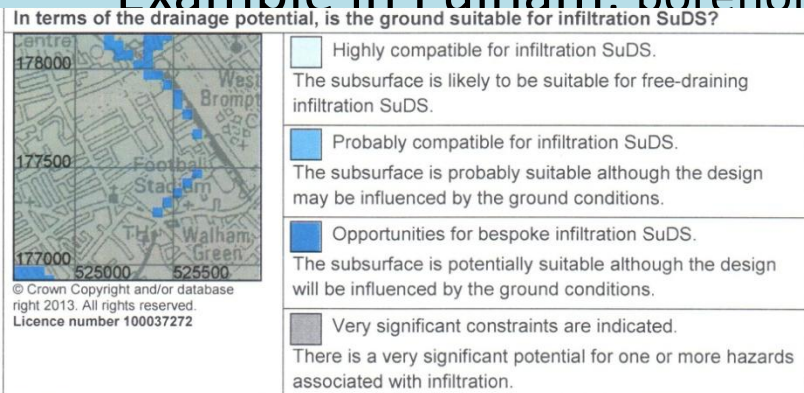 Example in Fulham: borehol
In terms of the drainage potential, is the ground suitable for infiltration SuDS?
Centre
178000
West
Brompt
177500
Football
Stadium
TH
Walham
Green
177000
525000 525500
© Crown Copyright and/or database
right 2013. All rights reserved.
Licence number 100037272
Highly compatible for infiltration SuDS.
The subsurface is likely to be suitable for free-draining
infiltration SuDS.
Probably compatible for infiltration SuDS.
The subsurface is probably suitable although the design
may be influenced by the ground conditions.
Opportunities for bespoke infiltration SuDS.
The subsurface is potentially suitable although the design
will be influenced by the ground conditions.
Very significant constraints are indicated.
There is a very significant potential for one or more hazards
associated with infiltration.